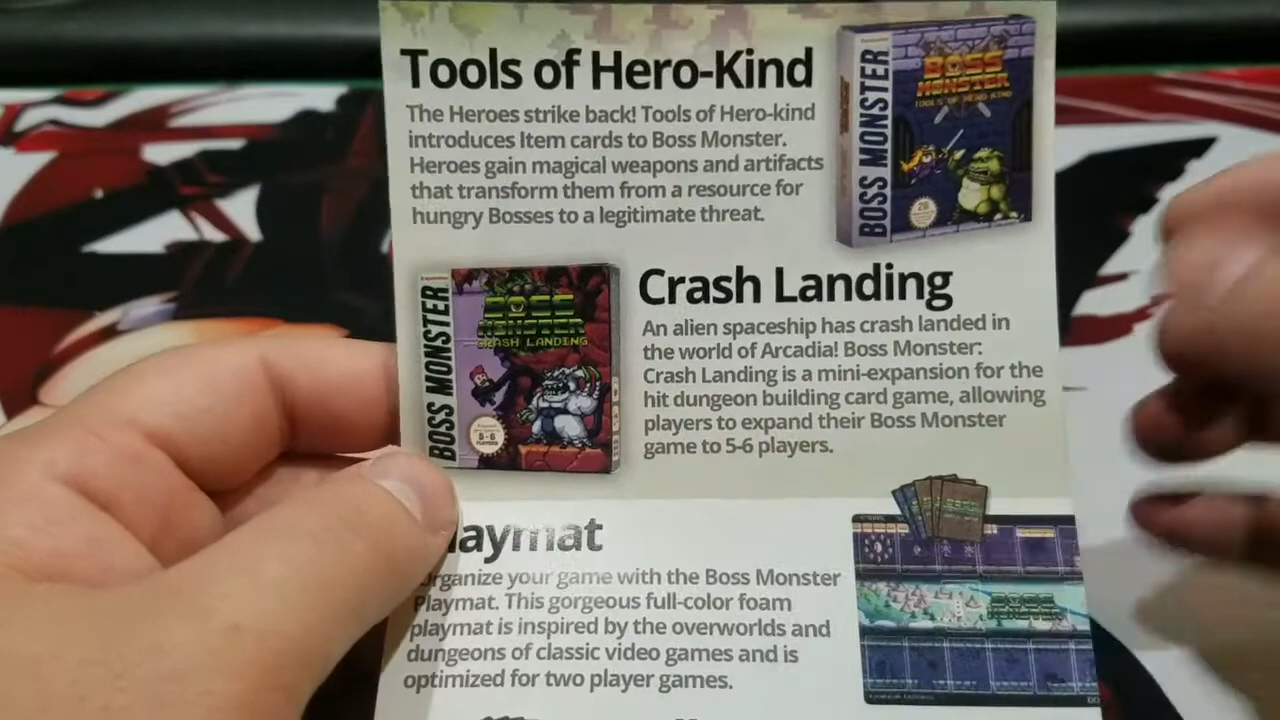 Tools of Hero-Kind
The Heroes strike back! Tools of Hero-kind
introduces Item cards to Boss Monster.
Heroes gain magical weapons and artifacts
that transform them from a resource for
hungry Bosses to a legitimate threat.
BOSS MONSTER
BOSS
MONSTER
TOOLS OF HERO-KIND
28
Crash Landing
An alien spaceship has crash landed in
the world of Arcadia! Boss Monster:
Crash Landing is a mini-expansion for the
hit dungeon building card game, allowing
players to expand their Boss Monster
game to 5-6 players.
BOSS MONSTER
BOSS
MONSTER
CRASH LANDING
5-6
PLAYERS
laymat
Organize your game with the Boss Monster
Playmat. This gorgeous full-color foam
playmat is inspired by the overworlds and
dungeons of classic video games and is
optimized for two player games.
BOSS
MONSTER